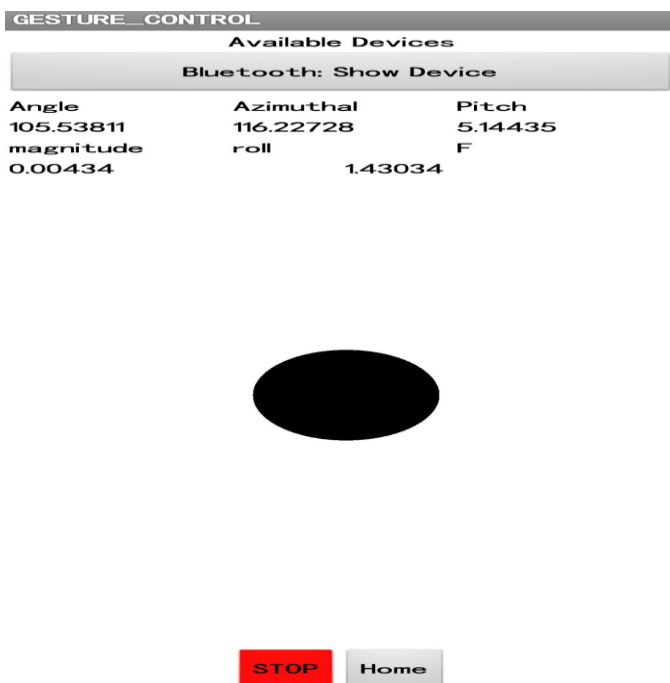 GESTURE_CONTROL
Available Devices
Bluetooth: Show Device
Angle Azimuthal Pitch
105.53811 116.22728 5.14435
magnitude roll F
0.00434 1.43034
STOP Home